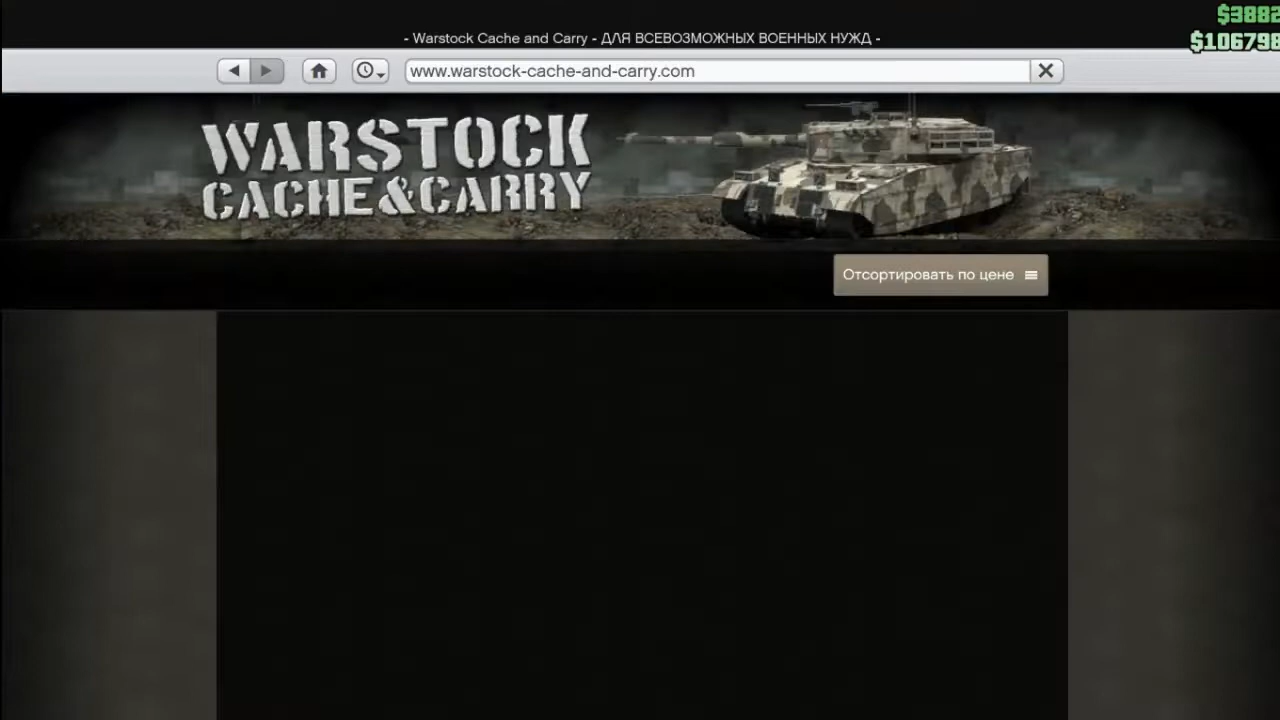 $3882
- Warstock Cache and Carry - ДЛЯ ВСЕВОЗМОЖНЫХ ВОЕННЫХ НУЖД -
$106798
www.warstock-cache-and-carry.com
WARSTOCK
CACHE&CARRY
Отсортировать по цене